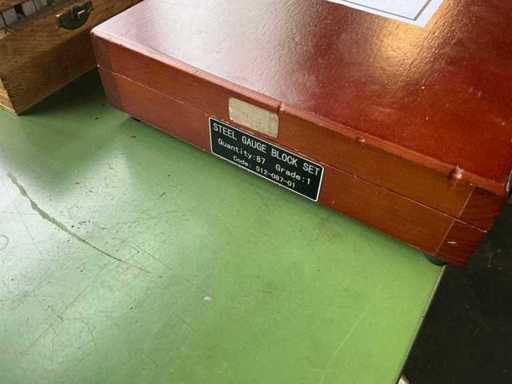 STEEL GAUGE BLOCK SET
Quantity:87 Grade:1
Code: 512-087-01